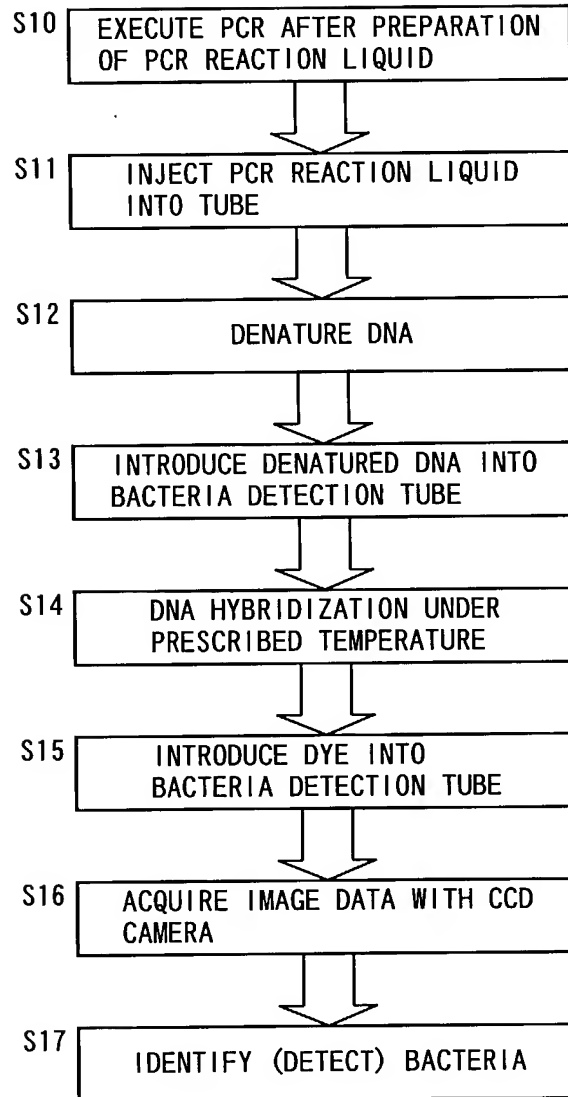 S10
EXECUTE PCR AFTER PREPARATION
OF PCR REACTION LIQUID
S11
INJECT PCR REACTION LIQUID
INTO TUBE
S12
DENATURE DNA
S13
INTRODUCE DENATURED DNA INTO
BACTERIA DETECTION TUBE
S14
DNA HYBRIDIZATION UNDER
PRESCRIBED TEMPERATURE
S15
INTRODUCE DYE INTO
BACTERIA DETECTION TUBE
S16
ACQUIRE IMAGE DATA WITH CCD
CAMERA
S17
IDENTIFY (DETECT) BACTERIA